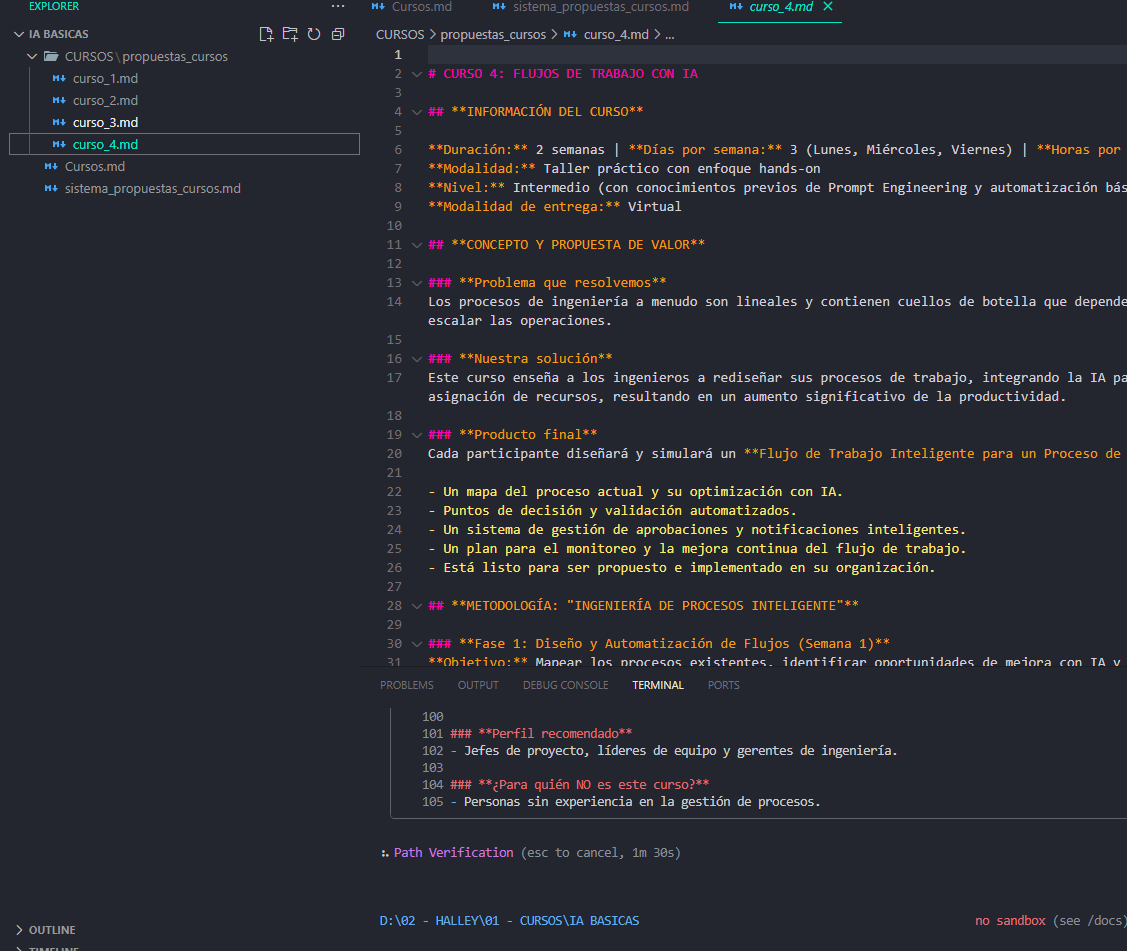 EXPLORER
IA BASICAS
CURSOS \ propuestas_cursos
curso_1.md
curso_2.md
curso_3.md
curso_4.md
Cursos.md
sistema_propuestas_cursos.md
OUTLINE
TIMELINE
Cursos.md sistema_propuestas_cursos.md curso_4.md
CURSOS > propuestas_cursos > curso_4.md > ...
1
2 # CURSO 4: FLUJOS DE TRABAJO CON IA
3
4 ## **INFORMACIÓN DEL CURSO**
5
6 **Duración:** 2 semanas | **Días por semana:** 3 (Lunes, Miércoles, Viernes) | **Horas por
7 **Modalidad:** Taller práctico con enfoque hands-on
8 **Nivel:** Intermedio (con conocimientos previos de Prompt Engineering y automatización bás
9 **Modalidad de entrega:** Virtual
10
11 ## **CONCEPTO Y PROPUESTA DE VALOR**
12
13 ### **Problema que resolvemos**
14 Los procesos de ingeniería a menudo son lineales y contienen cuellos de botella que depende
escalar las operaciones.
15
16 ### **Nuestra solución**
17 Este curso enseña a los ingenieros a rediseñar sus procesos de trabajo, integrando la IA pa
asignación de recursos, resultando en un aumento significativo de la productividad.
18
19 ### **Producto final**
20 Cada participante diseñará y simulará un **Flujo de Trabajo Inteligente para un Proceso de
21
22 - Un mapa del proceso actual y su optimización con IA.
23 - Puntos de decisión y validación automatizados.
24 - Un sistema de gestión de aprobaciones y notificaciones inteligentes.
25 - Un plan para el monitoreo y la mejora continua del flujo de trabajo.
26 - Está listo para ser propuesto e implementado en su organización.
27
28 ## **METODOLOGÍA: "INGENIERÍA DE PROCESOS INTELIGENTE"**
29
30 ### **Fase 1: Diseño y Automatización de Flujos (Semana 1)**
31 **Objetivo:** Mapear los procesos existentes, identificar oportunidades de mejora con IA y
PROBLEMS OUTPUT DEBUG CONSOLE TERMINAL PORTS
100
101 ### **Perfil recomendado**
102 - Jefes de proyecto, líderes de equipo y gerentes de ingeniería.
103
104 ### **¿Para quién NO es este curso?**
105 - Personas sin experiencia en la gestión de procesos.
Path Verification (esc to cancel, 1m 30s)
D:\02 - HALLEY\01 - CURSOS\IA BASICAS no sandbox (see /docs)